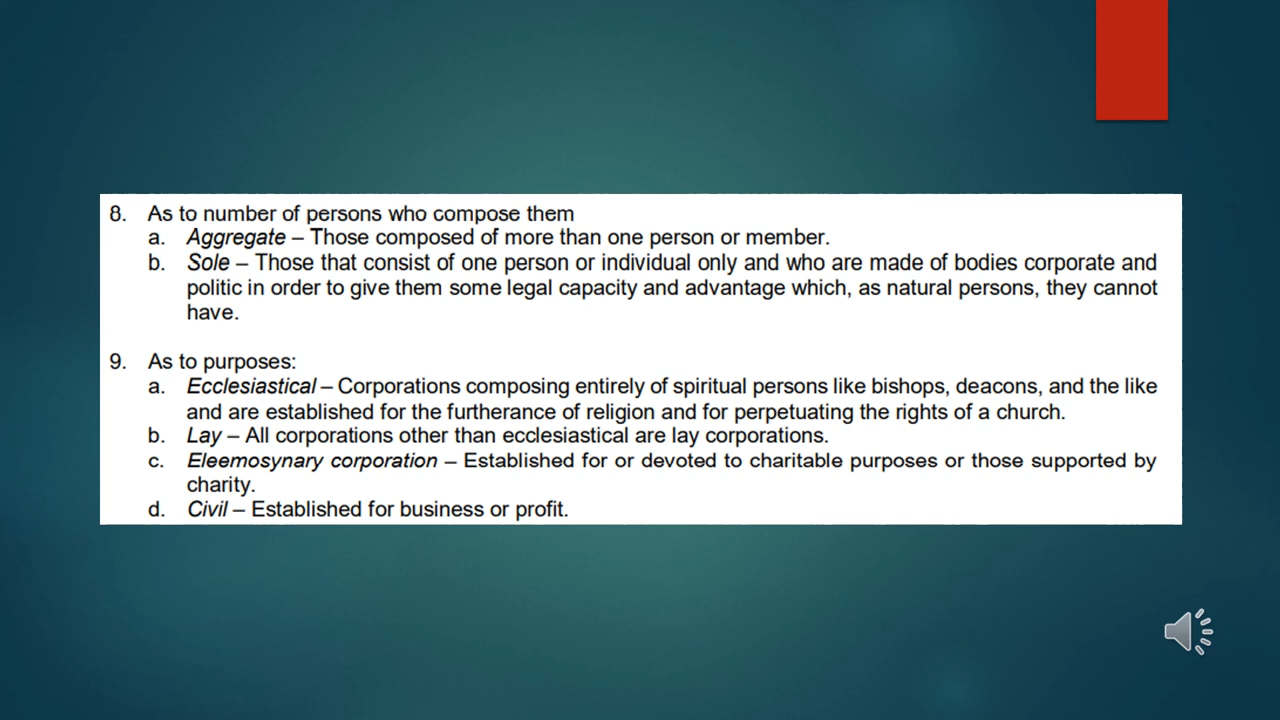 8. As to number of persons who compose them
a. Aggregate – Those composed of more than one person or member.
b. Sole – Those that consist of one person or individual only and who are made of bodies corporate and
politic in order to give them some legal capacity and advantage which, as natural persons, they cannot
have.
9. As to purposes:
a. Ecclesiastical – Corporations composing entirely of spiritual persons like bishops, deacons, and the like
and are established for the furtherance of religion and for perpetuating the rights of a church.
b. Lay – All corporations other than ecclesiastical are lay corporations.
c. Eleemosynary corporation – Established for or devoted to charitable purposes or those supported by
charity.
d. Civil – Established for business or profit.